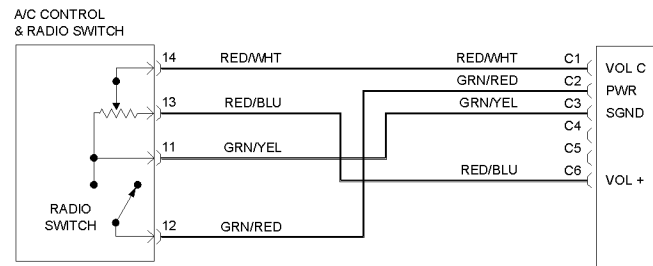 A/C CONTROL
& RADIO SWITCH
14 RED/WHT RED/WHT C1 VOL C
GRN/RED C2 PWR
13 RED/BLU GRN/YEL C3 SGND
C4
11 GRN/YEL C5
RED/BLU C6 VOL +
RADIO
SWITCH
12 GRN/RED